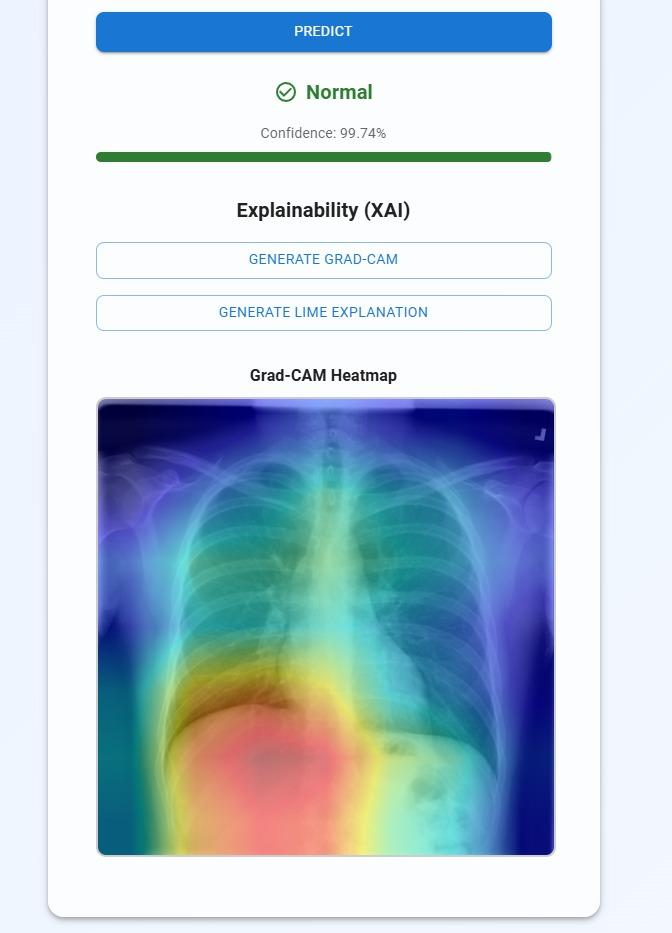 PREDICT
Normal
Confidence: 99.74%
Explainability (XAI)
GENERATE GRAD-CAM
GENERATE LIME EXPLANATION
Grad-CAM Heatmap